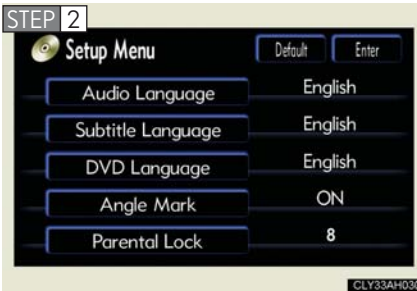 STEP 2
Setup Menu Default Enter
Audio Language English
Subtitle Language English
DVD Language English
Angle Mark ON
Parental Lock 8
CLY33AH030